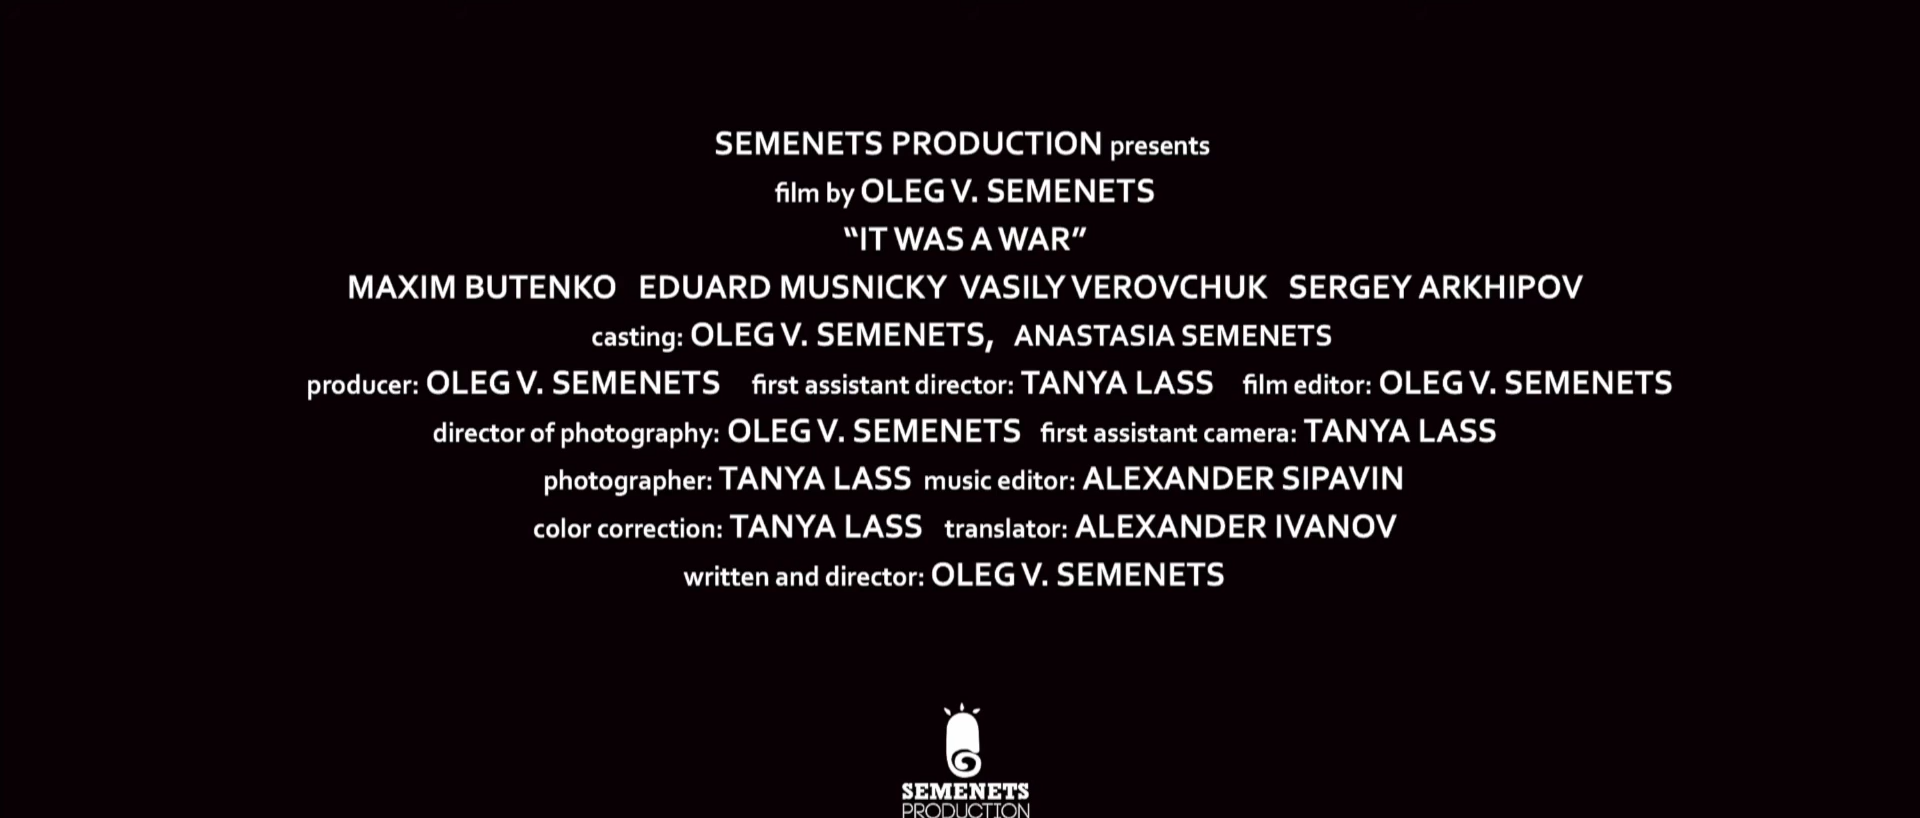 SEMENETS PRODUCTION presents
film by OLEG V. SEMENETS
“IT WAS A WAR”
MAXIM BUTENKO EDUARD MUSNICKY VASILY VEROVCHUK SERGEY ARKHIPOV
casting: OLEG V. SEMENETS, ANASTASIA SEMENETS
producer: OLEG V. SEMENETS first assistant director: TANYA LASS film editor: OLEG V. SEMENETS
director of photography: OLEG V. SEMENETS first assistant camera: TANYA LASS
photographer: TANYA LASS music editor: ALEXANDER SIPAVIN
color correction: TANYA LASS translator: ALEXANDER IVANOV
written and director: OLEG V. SEMENETS
SEMENETS
PRODUCTION